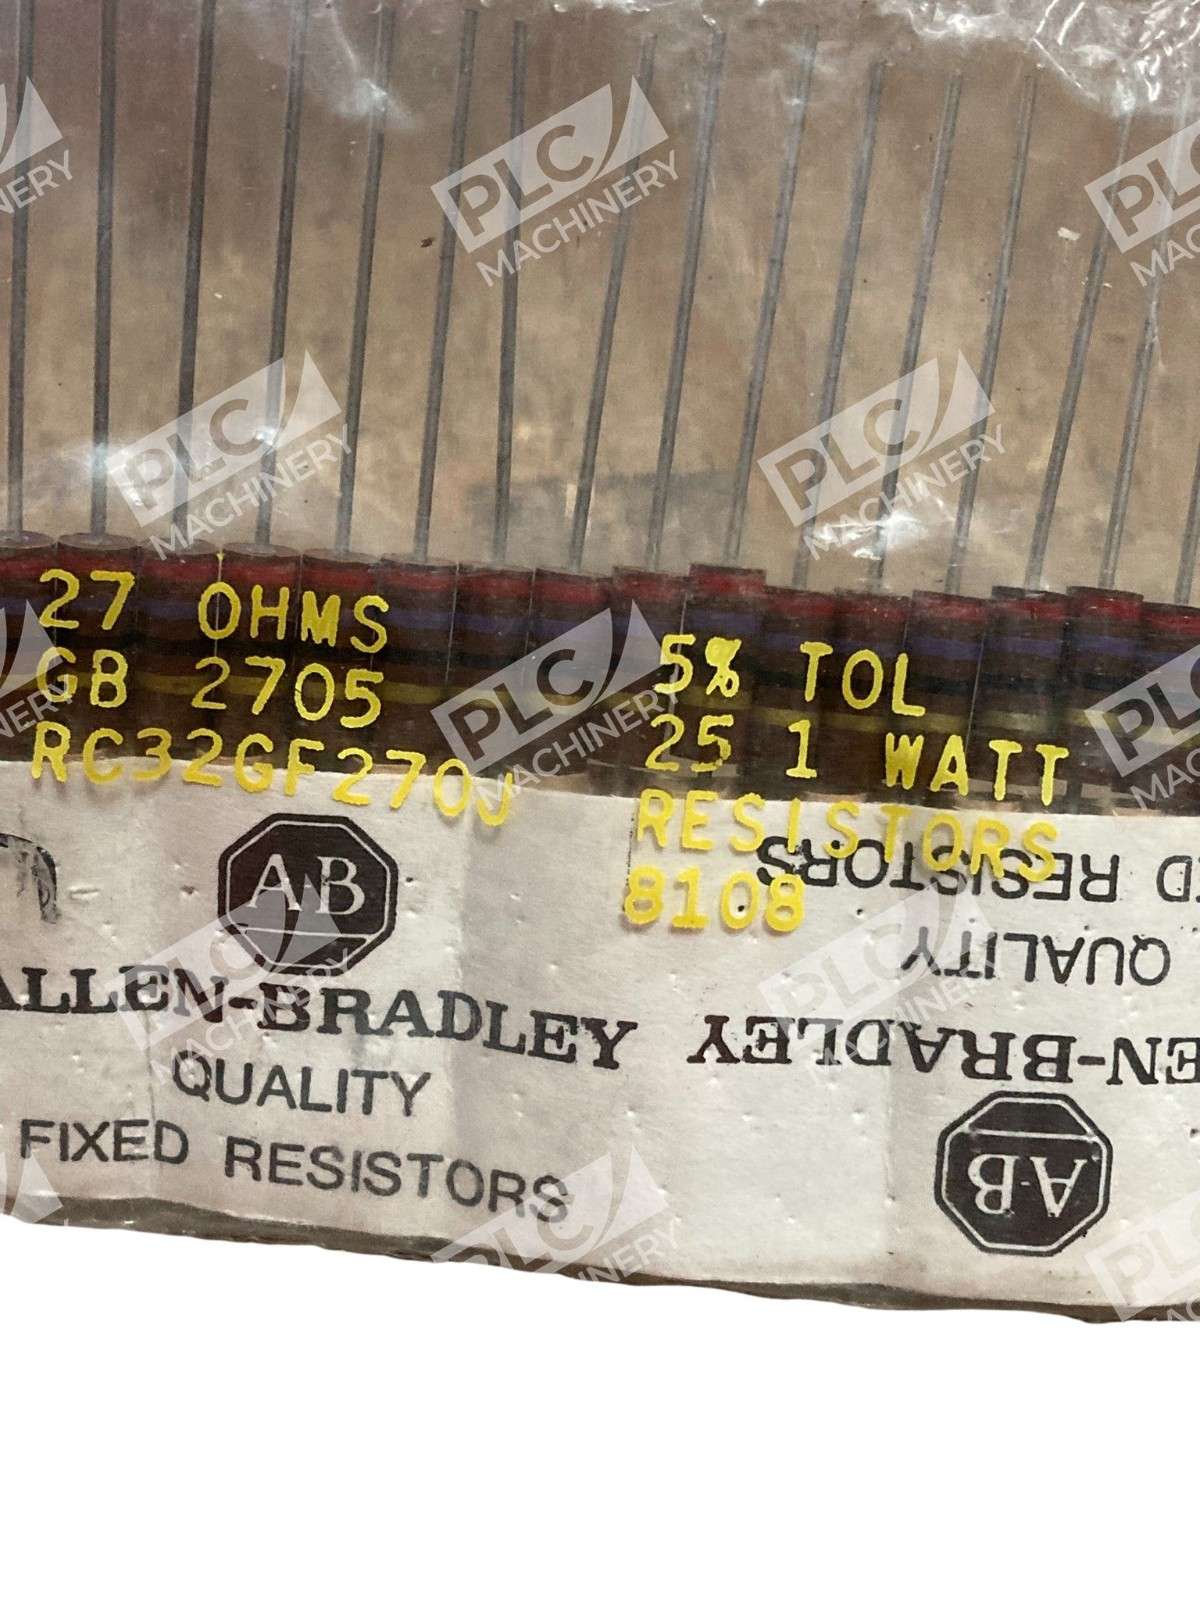 27 OHMS
GB 2705
RC32GF270J
5% TOL
25 1 WATT
RESISTORS
8108
AB
ALLEN-BRADLEY
QUALITY
FIXED RESISTORS
ED RESISTORS
QUALITY
EN-BRADLEY
AB
PLC
MACHINERY